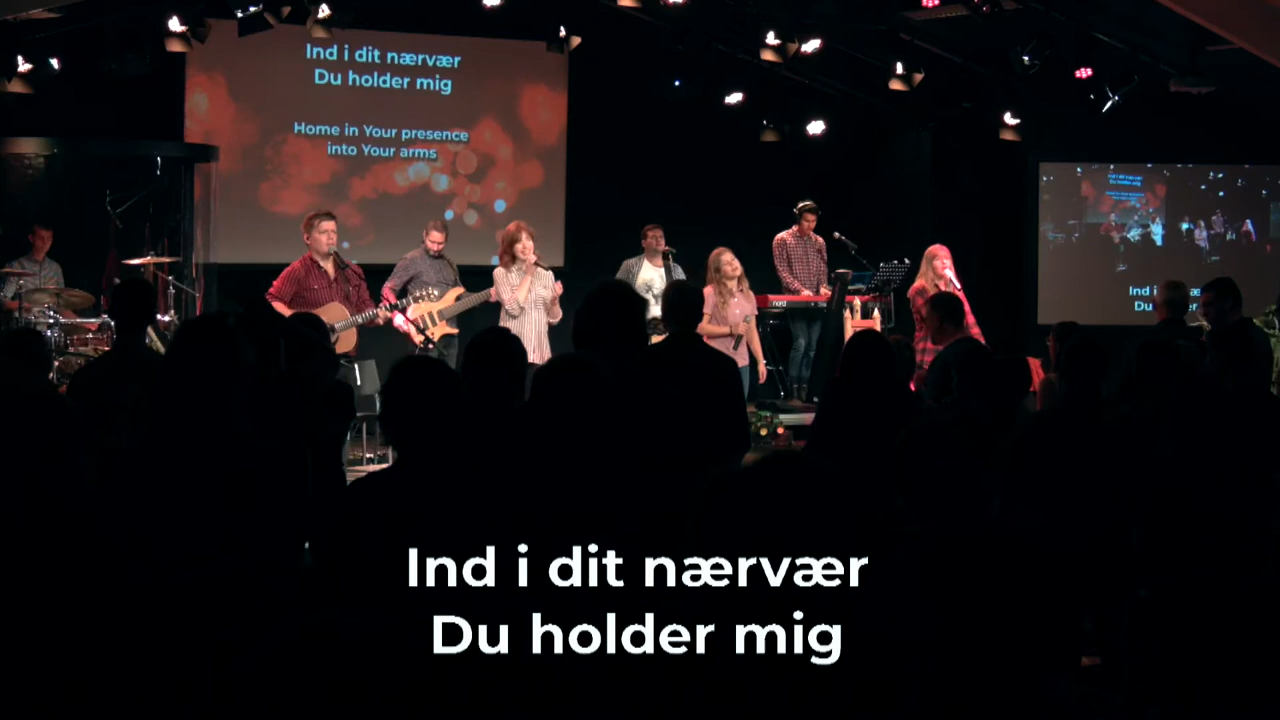 Ind i dit nærvær
Du holder mig
Home in Your presence
into Your arms
nord
Ind i dit nærvær
Du holder mig